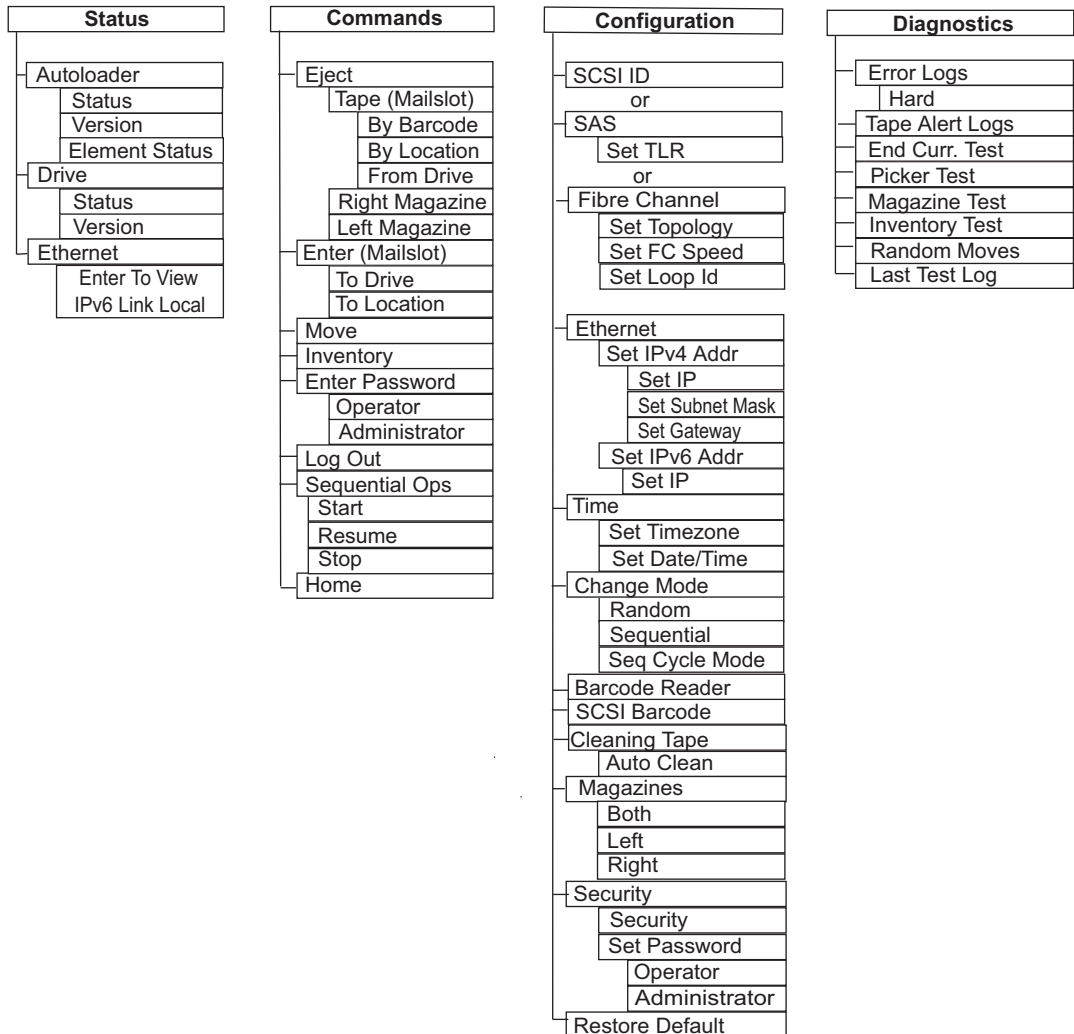 Status
Autoloader
Status
Version
Element Status
Drive
Status
Version
Ethernet
Enter To View
IPv6 Link Local
Commands
Eject
Tape (Mailslot)
By Barcode
By Location
From Drive
Right Magazine
Left Magazine
Enter (Mailslot)
To Drive
To Location
Move
Inventory
Enter Password
Operator
Administrator
Log Out
Sequential Ops
Start
Resume
Stop
Home
Configuration
SCSI ID
or
SAS
Set TLR
or
Fibre Channel
Set Topology
Set FC Speed
Set Loop Id
Ethernet
Set IPv4 Addr
Set IP
Set Subnet Mask
Set Gateway
Set IPv6 Addr
Set IP
Time
Set Timezone
Set Date/Time
Change Mode
Random
Sequential
Seq Cycle Mode
Barcode Reader
SCSI Barcode
Cleaning Tape
Auto Clean
Magazines
Both
Left
Right
Security
Security
Set Password
Operator
Administrator
Restore Default
Diagnostics
Error Logs
Hard
Tape Alert Logs
End Curr. Test
Picker Test
Magazine Test
Inventory Test
Random Moves
Last Test Log